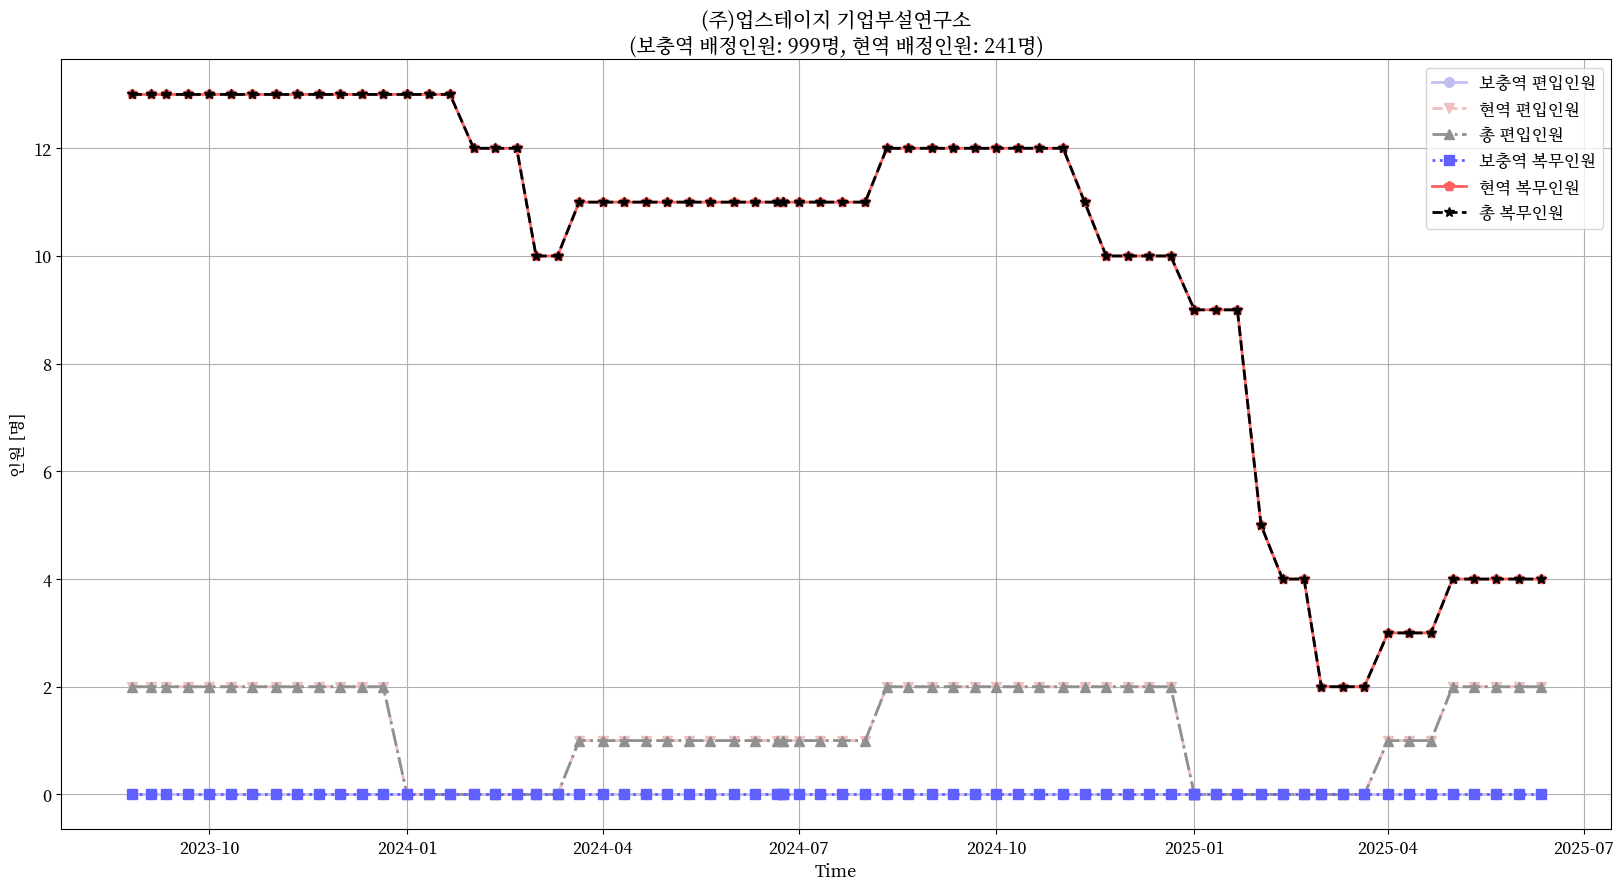 (주)업스테이지 기업부설연구소
(보충역 배정인원: 999명, 현역 배정인원: 241명)
보충역 편입인원
현역 편입인원
총 편입인원
보충역 복무인원
현역 복무인원
총 복무인원
인원 [명]
12
10
8
6
4
2
0
2023-10
2024-01
2024-04
2024-07
2024-10
2025-01
2025-04
2025-07
Time